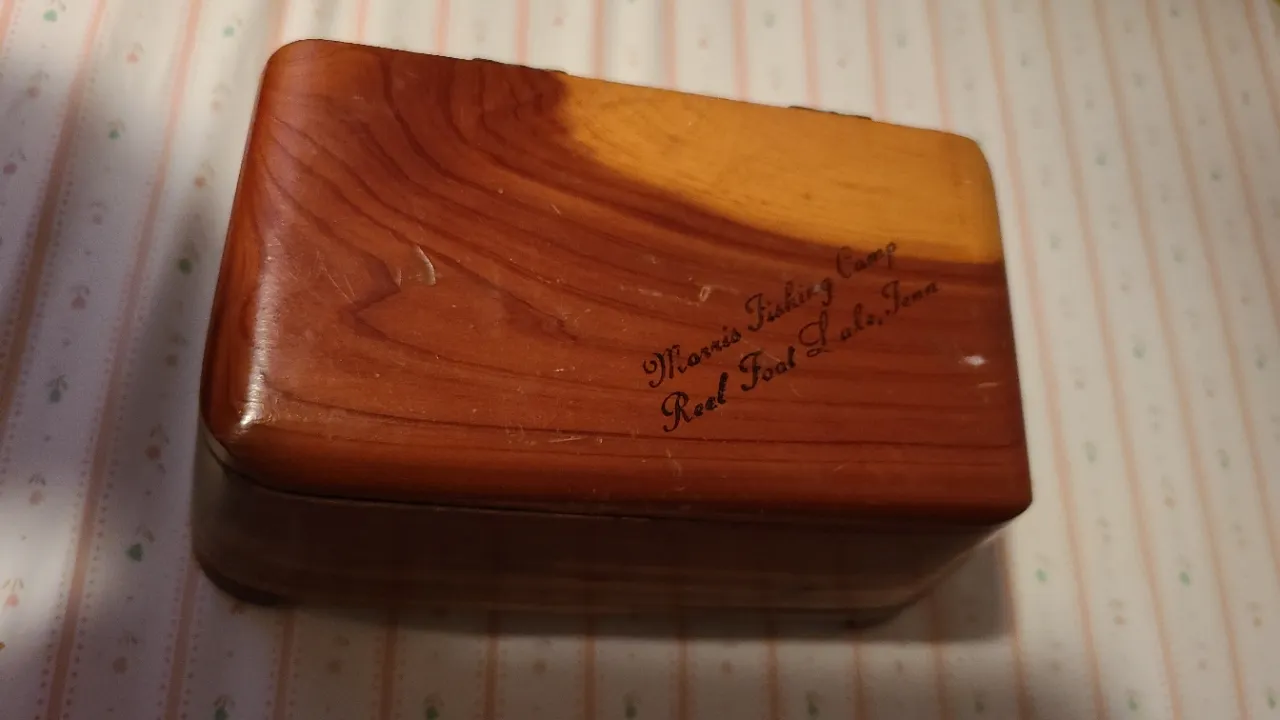 Morris Fishing Camp
Reel Foot Lake, Tenn